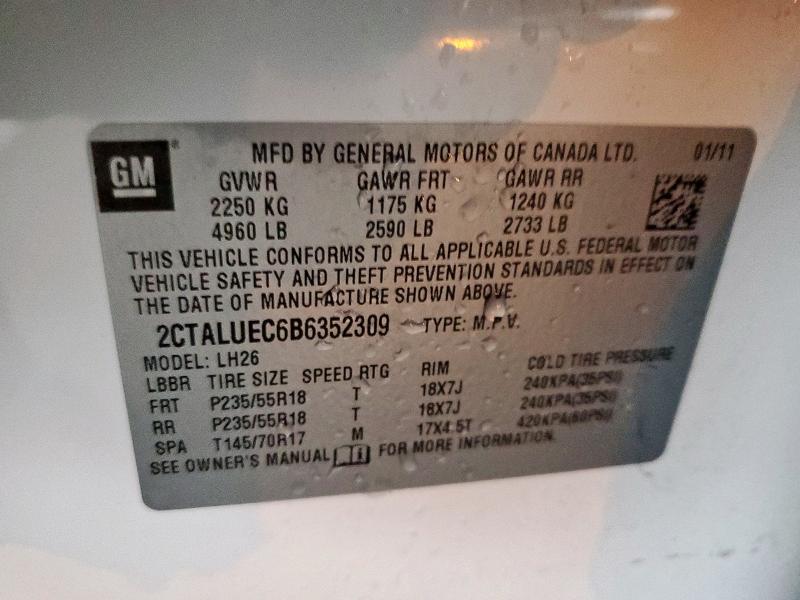 GM ® MFD BY GENERAL MOTORS OF CANADA LTD. 01/11
GVWR GAWR FRT GAWR RR
2250 KG 1175 KG 1240 KG
4960 LB 2590 LB 2733 LB
THIS VEHICLE CONFORMS TO ALL APPLICABLE U.S. FEDERAL MOTOR
VEHICLE SAFETY AND THEFT PREVENTION STANDARDS IN EFFECT ON
THE DATE OF MANUFACTURE SHOWN ABOVE.
2CTALUEC6B6352309 TYPE: M.P.V.
MODEL: LH26
LBBR TIRE SIZE SPEED RTG RIM COLD TIRE PRESSURE
FRT P235/55R18 T 18X7J 240KPA(35PSI)
RR P235/55R18 T 18X7J 240KPA(35PSI)
SPA T145/70R17 M 17X4.5T 420KPA(60PSI)
SEE OWNER'S MANUAL FOR MORE INFORMATION.